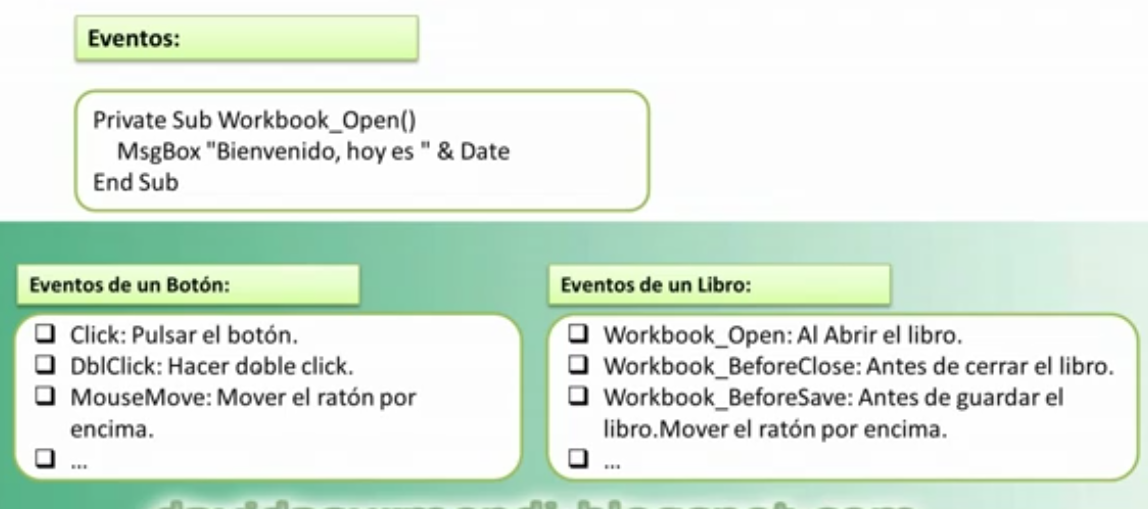 Eventos:
Private Sub Workbook_Open()
MsgBox "Bienvenido, hoy es " & Date
End Sub
Eventos de un Botón:
❑ Click: Pulsar el botón.
❑ DblClick: Hacer doble click.
❑ MouseMove: Mover el ratón por
encima.
❑ ...
Eventos de un Libro:
❑ Workbook_Open: Al Abrir el libro.
❑ Workbook_BeforeClose: Antes de cerrar el libro.
❑ Workbook_BeforeSave: Antes de guardar el
libro.Mover el ratón por encima.
❑ ...